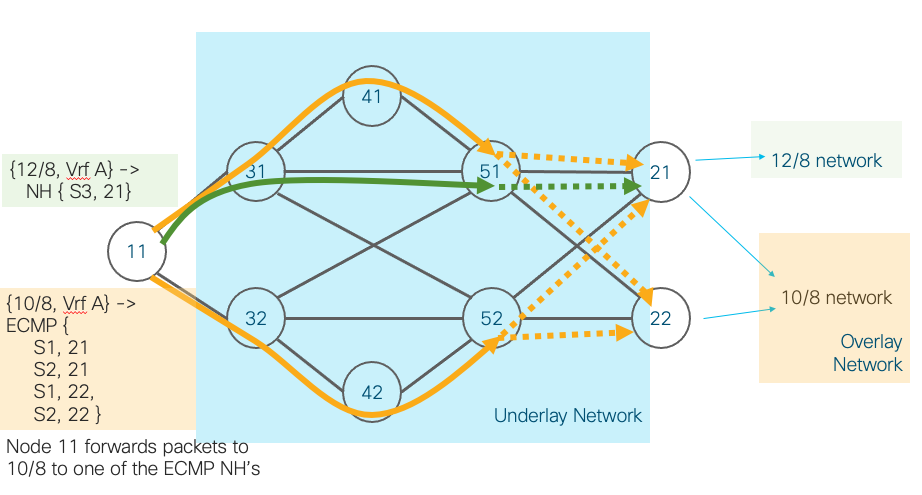 41
{12/8, Vrf A} ->
NH { S3, 21}
31
51
21
12/8 network
11
{10/8, Vrf A} ->
ECMP {
S1, 21
S2, 21
S1, 22,
S2, 22 }
32
52
22
10/8 network
Overlay
Network
42
Underlay Network
Node 11 forwards packets to
10/8 to one of the ECMP NH’s